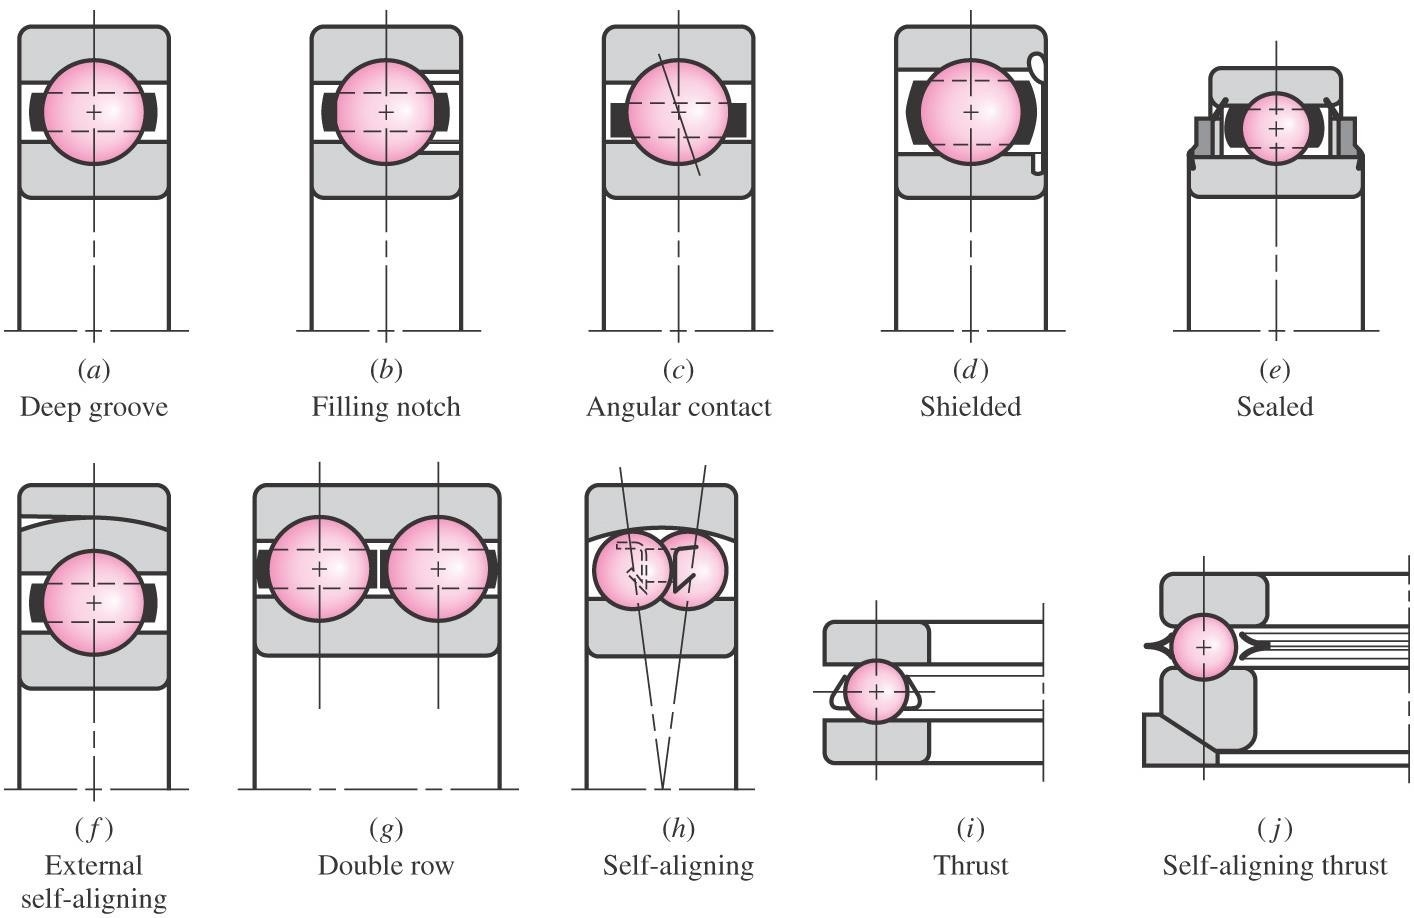 (a)
Deep groove
(b)
Filling notch
(c)
Angular contact
(d)
Shielded
(e)
Sealed
(f)
External
self-aligning
(g)
Double row
(h)
Self-aligning
(i)
Thrust
(j)
Self-aligning thrust